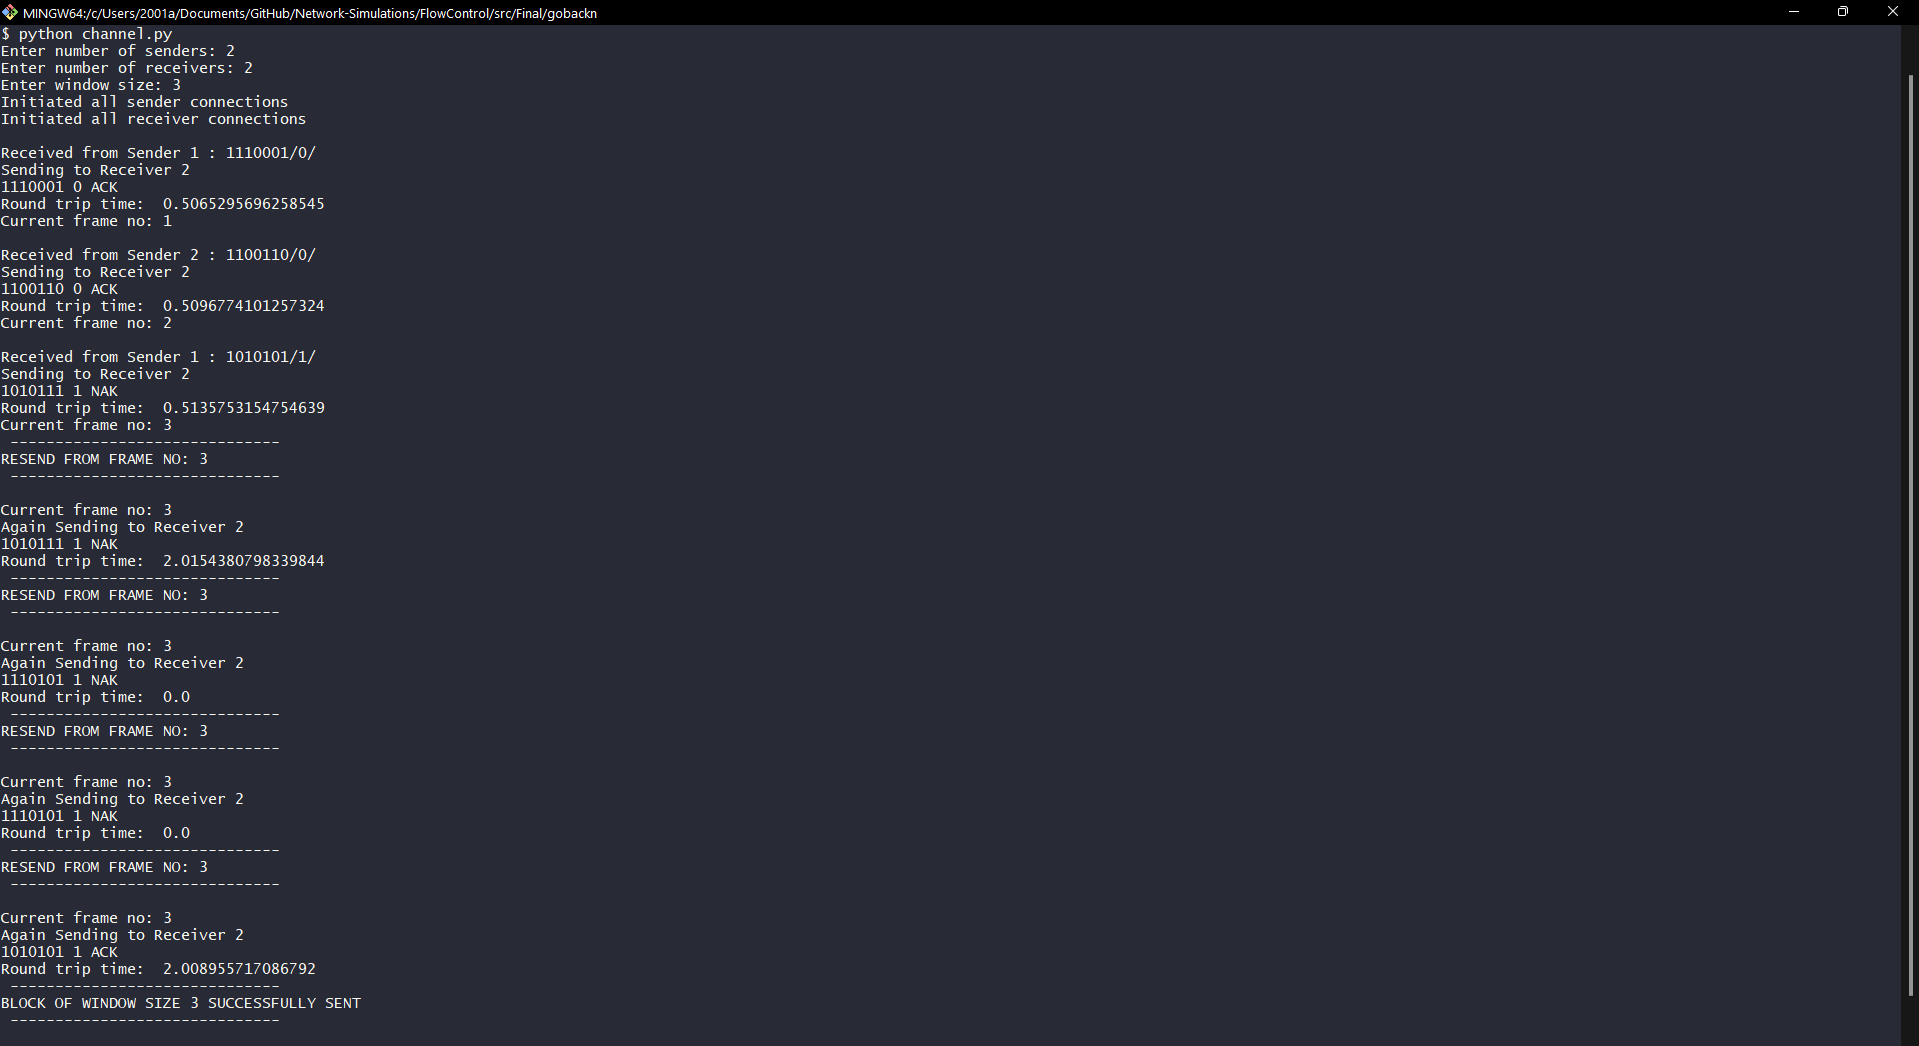 MINGW64:/c/Users/2001a/Documents/GitHub/Network-Simulations/FlowControl/src/Final/gobackn
$ python channel.py
Enter number of senders: 2
Enter number of receivers: 2
Enter window size: 3
Initiated all sender connections
Initiated all receiver connections
Received from Sender 1 : 1110001/0/
Sending to Receiver 2
1110001 0 ACK
Round trip time:  0.5065295696258545
Current frame no: 1
Received from Sender 2 : 1100110/0/
Sending to Receiver 2
1100110 0 ACK
Round trip time:  0.5096774101257324
Current frame no: 2
Received from Sender 1 : 1010101/1/
Sending to Receiver 2
1010111 1 NAK
Round trip time:  0.5135753154754639
Current frame no: 3
------------------------------
RESEND FROM FRAME NO: 3
------------------------------
Current frame no: 3
Again Sending to Receiver 2
1010111 1 NAK
Round trip time:  2.0154380798339844
------------------------------
RESEND FROM FRAME NO: 3
------------------------------
Current frame no: 3
Again Sending to Receiver 2
1110101 1 NAK
Round trip time:  0.0
------------------------------
RESEND FROM FRAME NO: 3
------------------------------
Current frame no: 3
Again Sending to Receiver 2
1110101 1 NAK
Round trip time:  0.0
------------------------------
RESEND FROM FRAME NO: 3
------------------------------
Current frame no: 3
Again Sending to Receiver 2
1010101 1 ACK
Round trip time:  2.008955717086792
------------------------------
BLOCK OF WINDOW SIZE 3 SUCCESSFULLY SENT
------------------------------